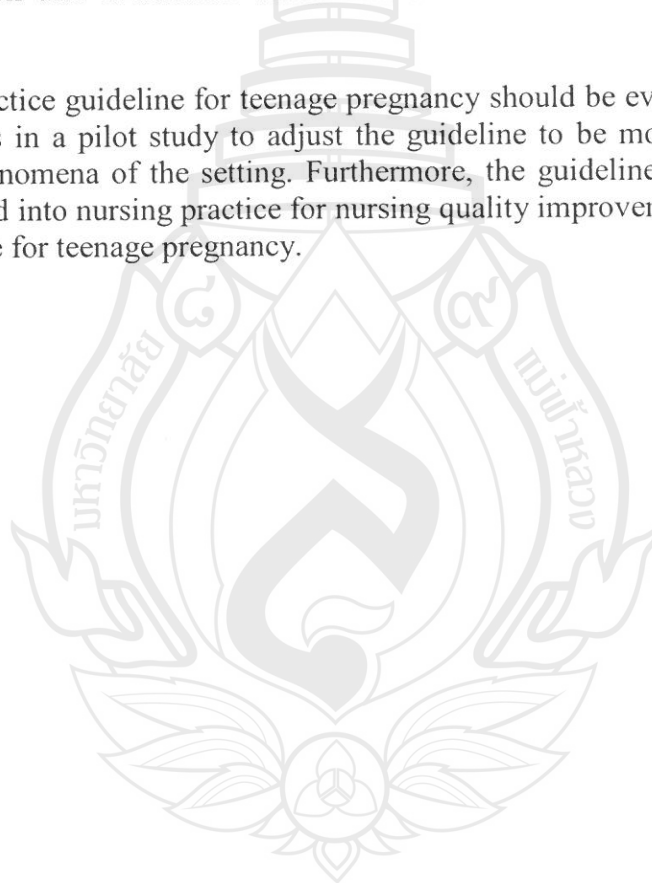 ctice guideline for teenage pregnancy should be ev
s in a pilot study to adjust the guideline to be mo
nomena of the setting. Furthermore, the guideline
d into nursing practice for nursing quality improver
e for teenage pregnancy.
๘ ๙
มหาวิทยาลัย
แม่ฟ้าหลวง